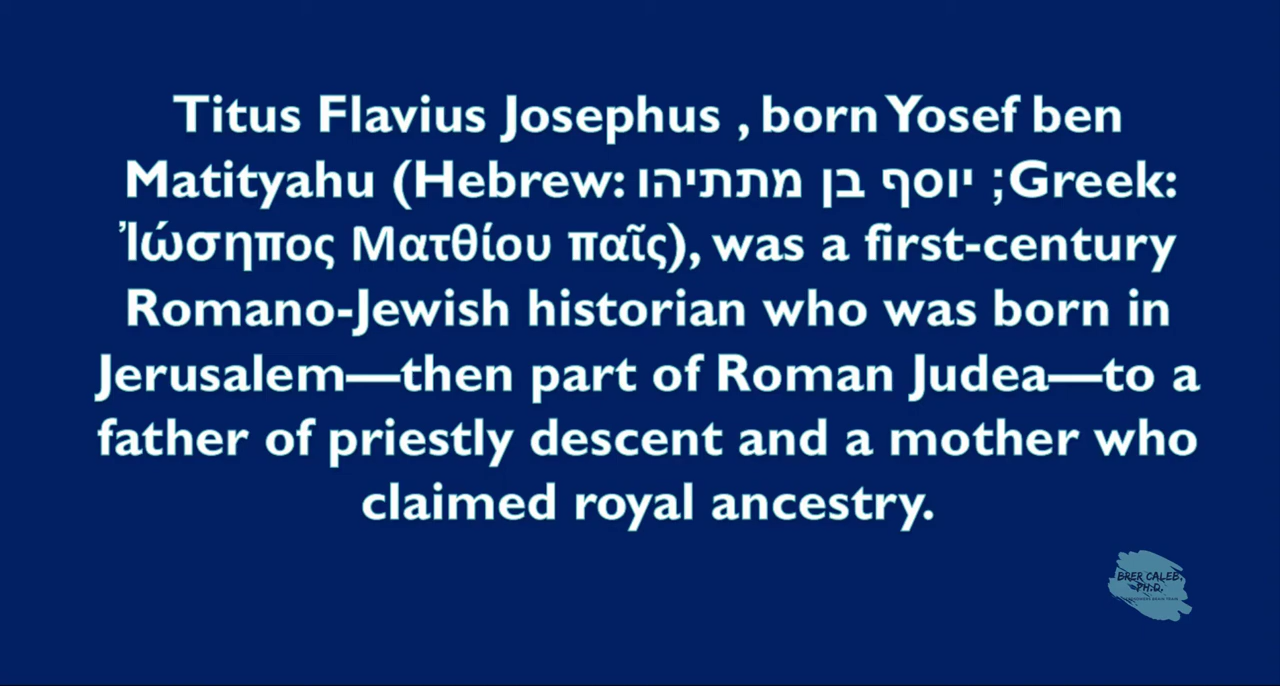 Titus Flavius Josephus , born Yosef ben
Matityahu (Hebrew: יוסף בן מתתיהו ;Greek:
Ἰώσηπος Ματθίου παῖς), was a first-century
Romano-Jewish historian who was born in
Jerusalem—then part of Roman Judea—to a
father of priestly descent and a mother who
claimed royal ancestry.
BRER CALEB,
PH.D.